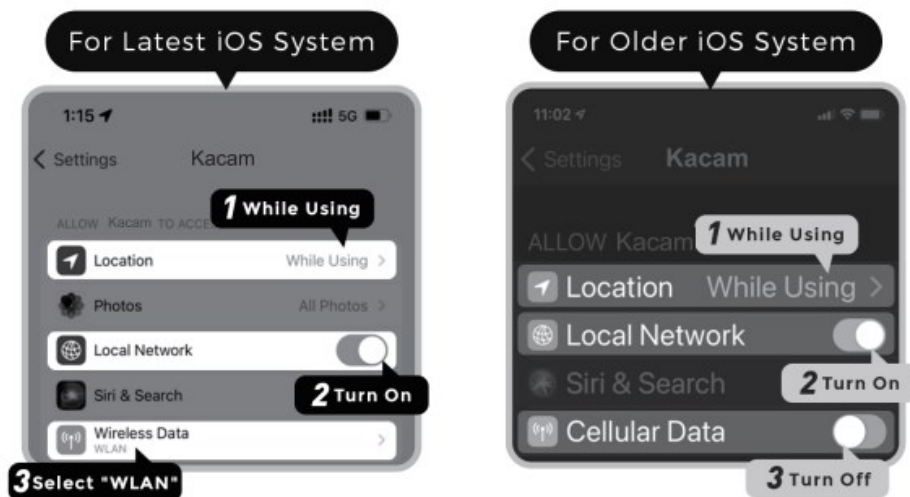 For Latest iOS System
1:15
5G
Settings Kacam
1 While Using
ALLOW Kacam TO ACCE
Location While Using
Photos All Photos
Local Network
2 Turn On
Siri & Search
Wireless Data
WLAN
3 Select "WLAN"
For Older iOS System
11:02
Settings Kacam
1 While Using
ALLOW Kacam
Location While Using
Local Network
2 Turn On
Siri & Search
Cellular Data
3 Turn Off